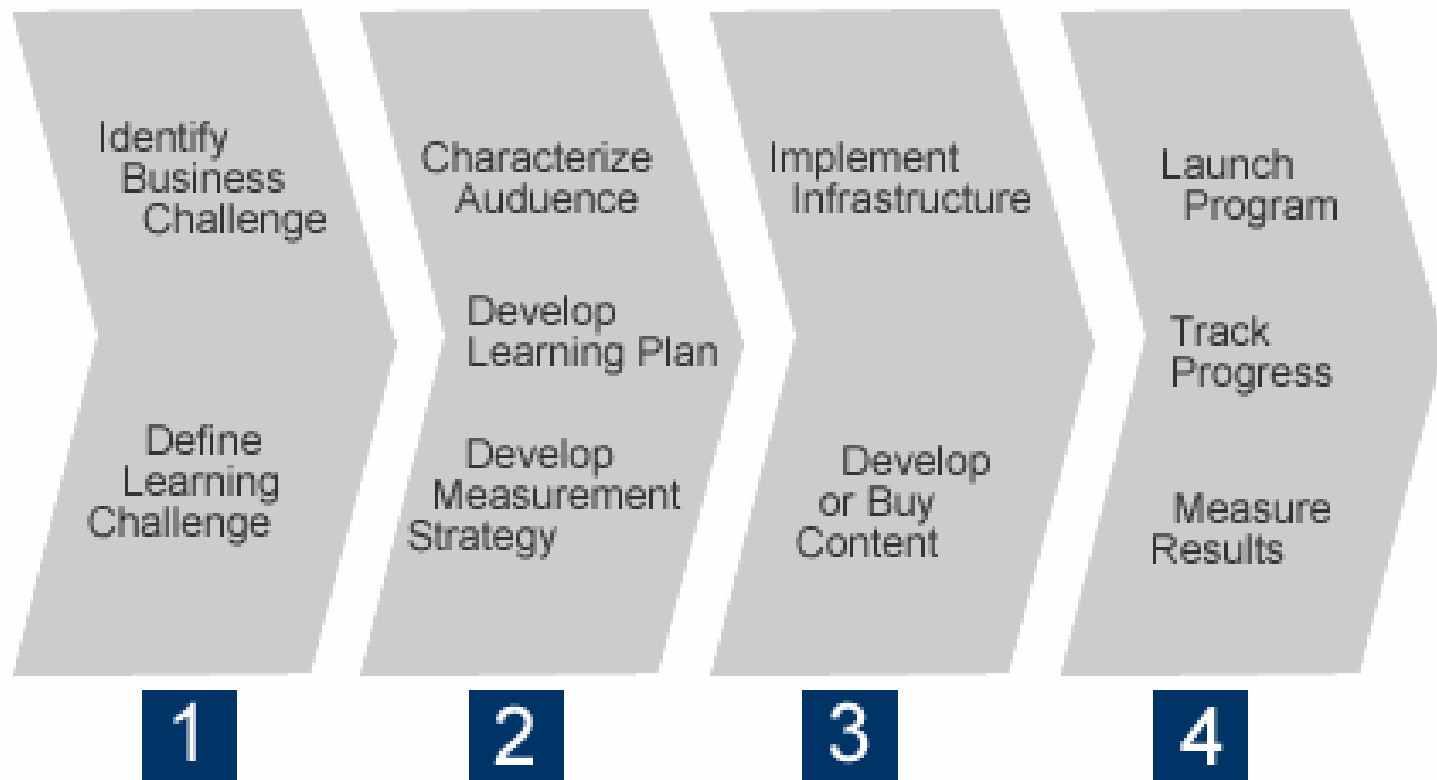 Identify
Business
Challenge
Define
Learning
Challenge
1
Characterize
Auduence
Develop
Learning Plan
Develop
Measurement
Strategy
2
Implement
Infrastructure
Develop
or Buy
Content
3
Launch
Program
Track
Progress
Measure
Results
4